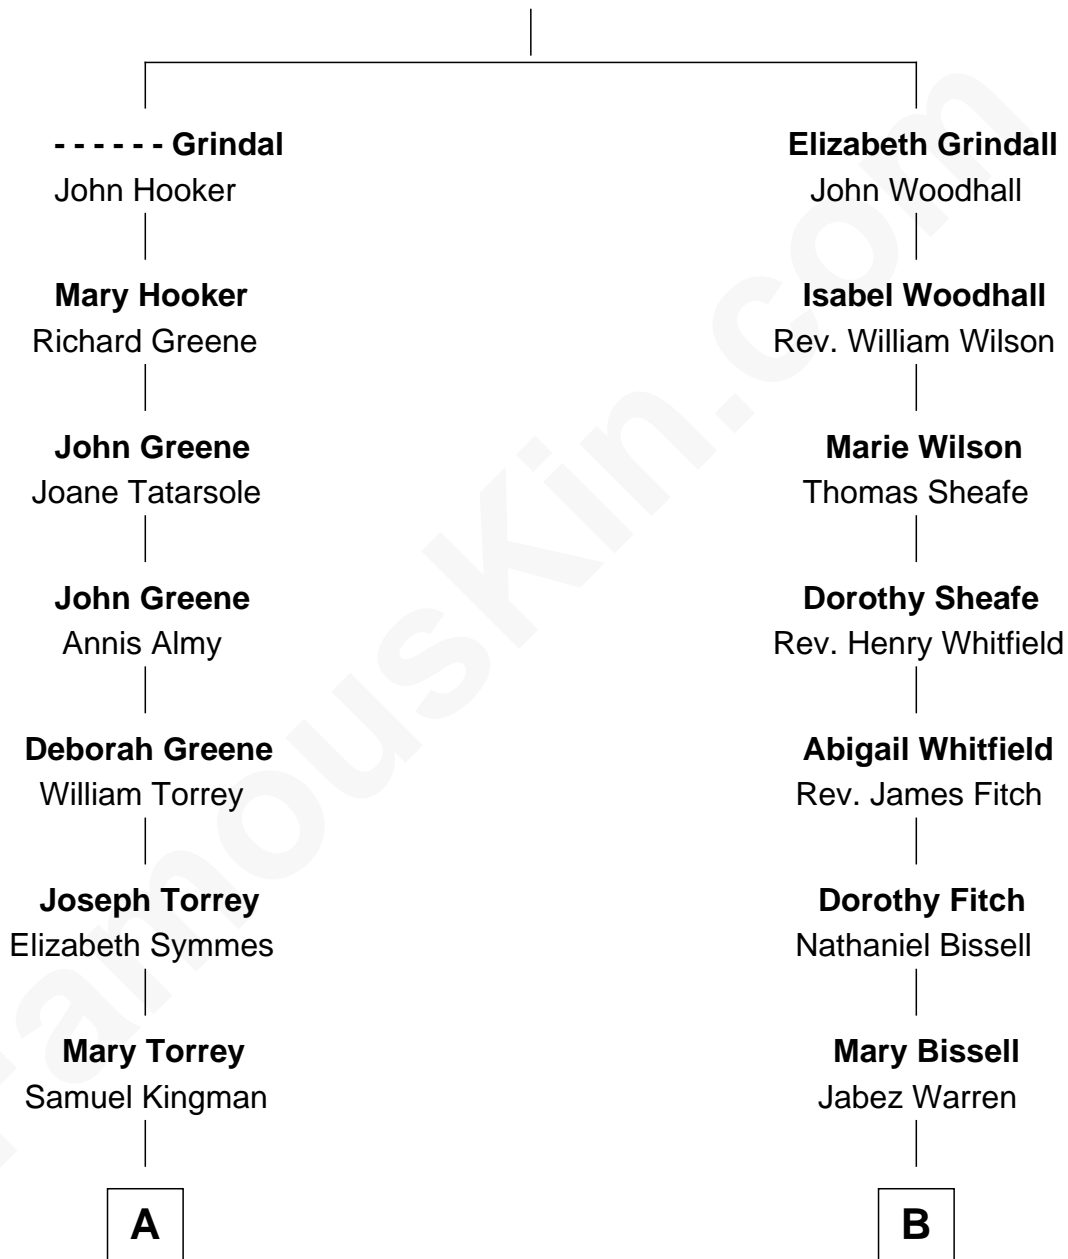 - - - - - - Grindal
John Hooker
Mary Hooker
Richard Greene
John Greene
Joane Tatarsole
John Greene
Annis Almy
Deborah Greene
William Torrey
Joseph Torrey
Elizabeth Symmes
Mary Torrey
Samuel Kingman
A
Elizabeth Grindall
John Woodhall
Isabel Woodhall
Rev. William Wilson
Marie Wilson
Thomas Sheafe
Dorothy Sheafe
Rev. Henry Whitfield
Abigail Whitfield
Rev. James Fitch
Dorothy Fitch
Nathaniel Bissell
Mary Bissell
Jabez Warren
B
FamousKin.com